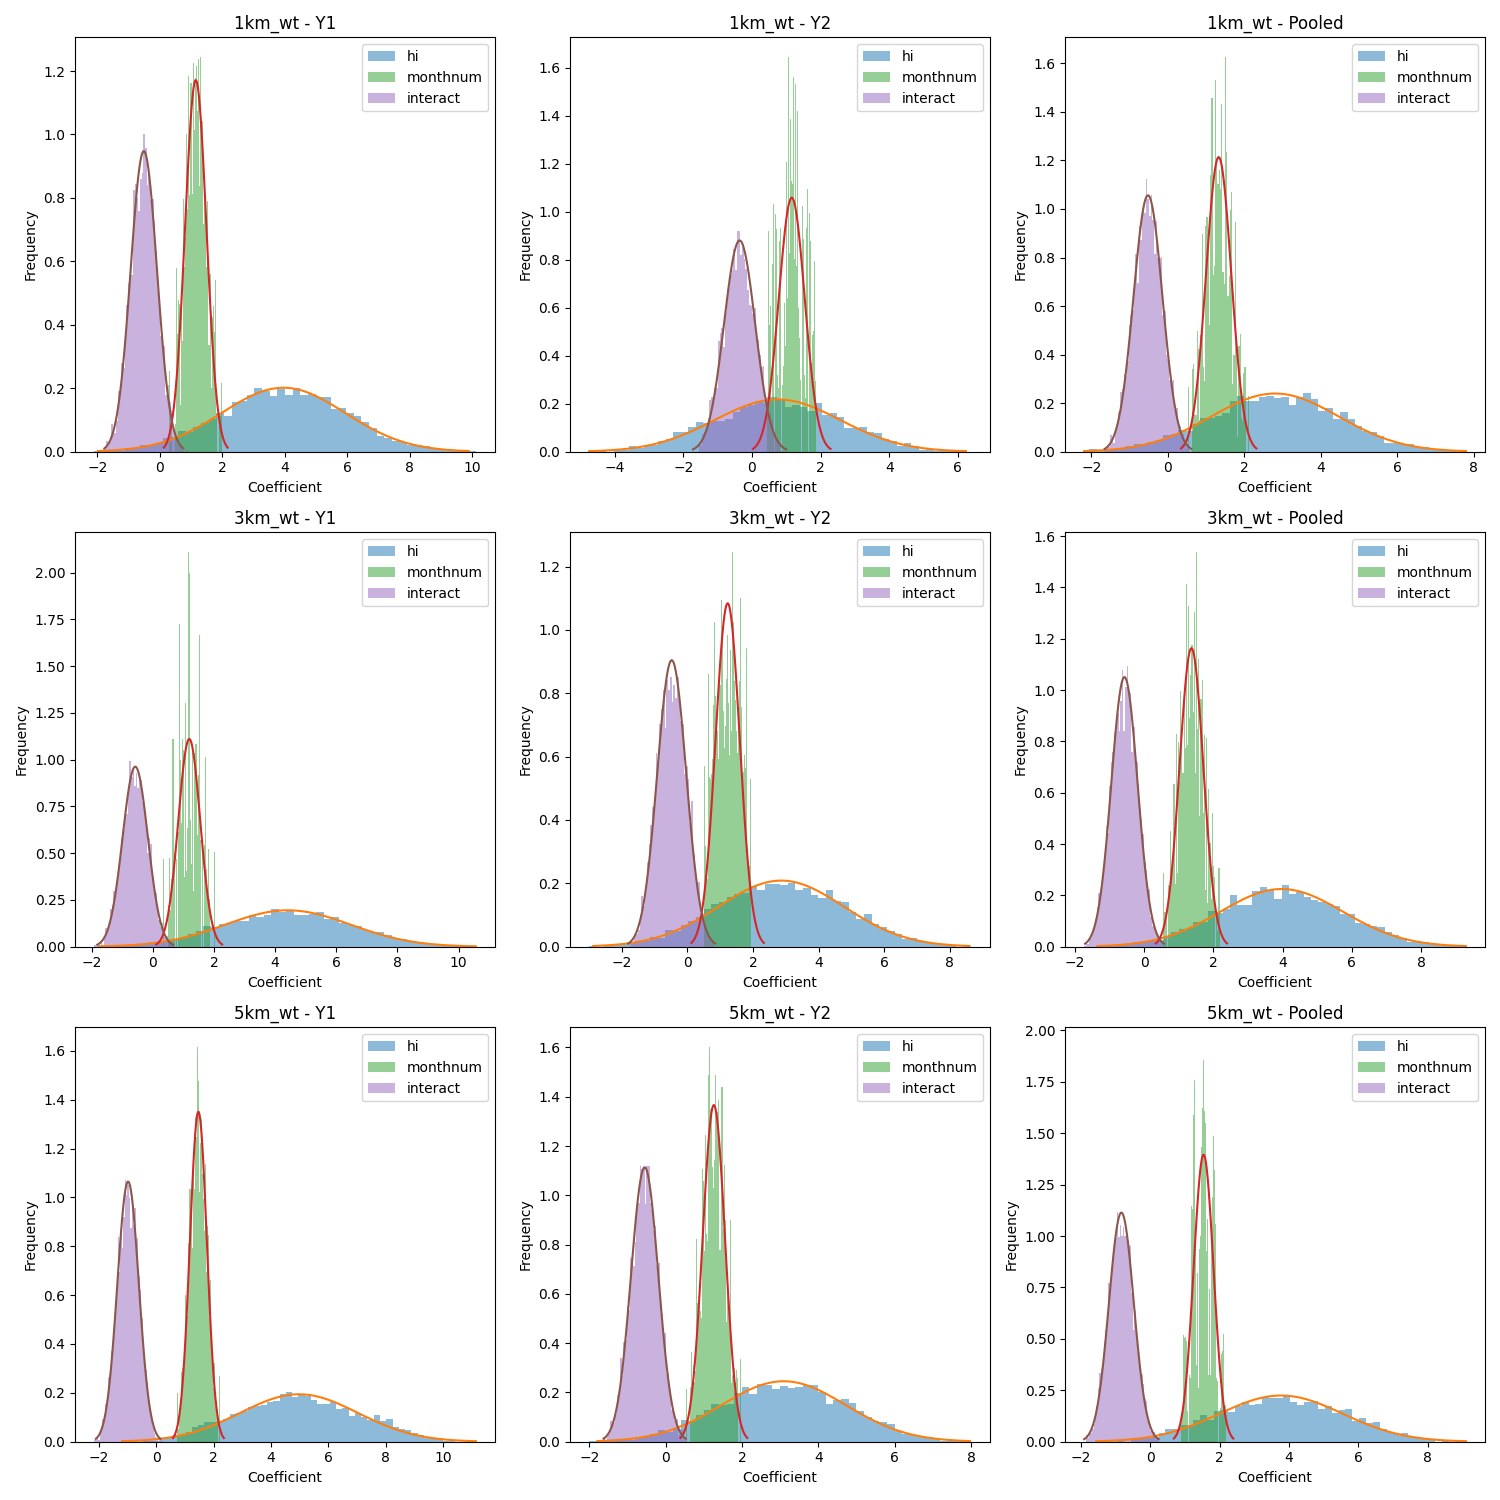 1km_wt - Y1
1km_wt - Y2
1km_wt - Pooled
hi
monthnum
interact
hi
monthnum
interact
hi
monthnum
interact
Frequency
Frequency
Frequency
1.2
1.0
0.8
0.6
0.4
0.2
0.0
1.6
1.4
1.2
1.0
0.8
0.6
0.4
0.2
0.0
1.6
1.4
1.2
1.0
0.8
0.6
0.4
0.2
0.0
−2 0 2 4 6 8 10
−4 −2 0 2 4 6
−2 0 2 4 6 8
Coefficient
Coefficient
Coefficient
3km_wt - Y1
3km_wt - Y2
3km_wt - Pooled
hi
monthnum
interact
hi
monthnum
interact
hi
monthnum
interact
Frequency
Frequency
Frequency
2.00
1.75
1.50
1.25
1.00
0.75
0.50
0.25
0.00
1.2
1.0
0.8
0.6
0.4
0.2
0.0
1.6
1.4
1.2
1.0
0.8
0.6
0.4
0.2
0.0
−2 0 2 4 6 8 10
−2 0 2 4 6 8
−2 0 2 4 6 8
Coefficient
Coefficient
Coefficient
5km_wt - Y1
5km_wt - Y2
5km_wt - Pooled
hi
monthnum
interact
hi
monthnum
interact
hi
monthnum
interact
Frequency
Frequency
Frequency
1.6
1.4
1.2
1.0
0.8
0.6
0.4
0.2
0.0
1.6
1.4
1.2
1.0
0.8
0.6
0.4
0.2
0.0
2.00
1.75
1.50
1.25
1.00
0.75
0.50
0.25
0.00
−2 0 2 4 6 8 10
−2 0 2 4 6 8
−2 0 2 4 6 8
Coefficient
Coefficient
Coefficient